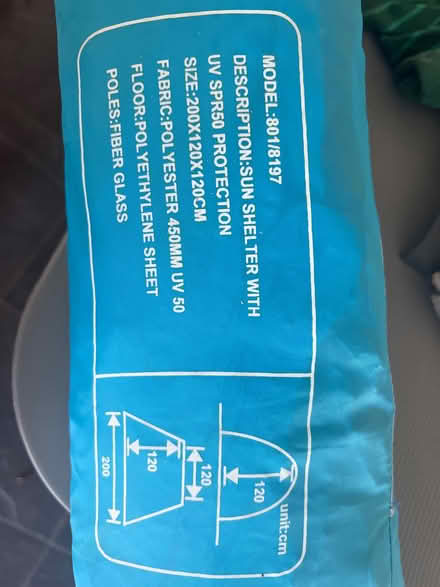 MODEL:801/8197
DESCRIPTION:SUN SHELTER WITH
UV SPR50 PROTECTION
SIZE:200X120X120CM
FABRIC:POLYESTER 450MM UV 50
FLOOR:POLYETHYLENE SHEET
POLES:FIBER GLASS
unit:cm
120
120
120
200